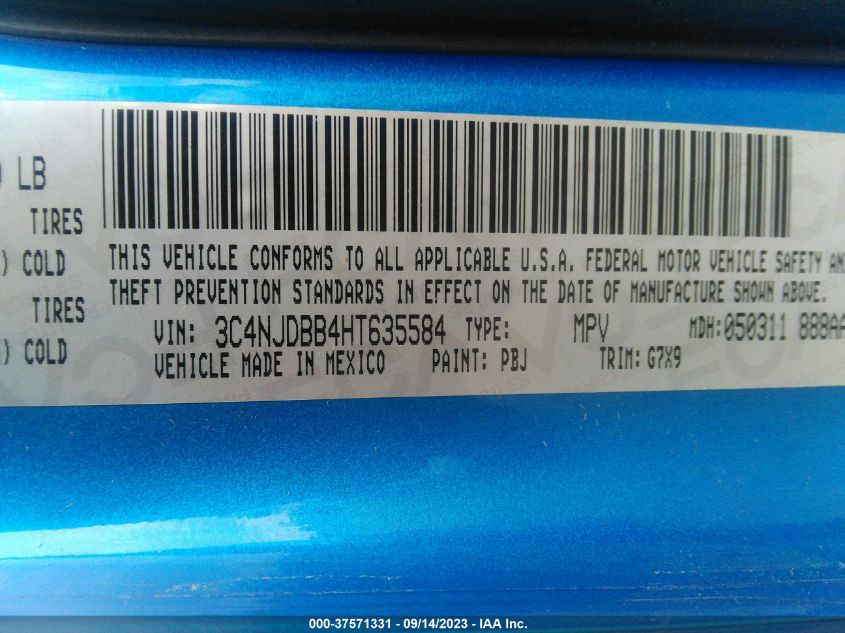 LB
TIRES
) COLD
TIRES
) COLD
THIS VEHICLE CONFORMS TO ALL APPLICABLE U.S.A. FEDERAL MOTOR VEHICLE SAFETY AND
THEFT PREVENTION STANDARDS IN EFFECT ON THE DATE OF MANUFACTURE SHOWN ABOVE.
VIN: 3C4NJDBB4HT635584 TYPE: MPV MDH: 050311 888AA
VEHICLE MADE IN MEXICO PAINT: PBJ TRIM: G7X9
000-37571331 - 09/14/2023 - IAA Inc.